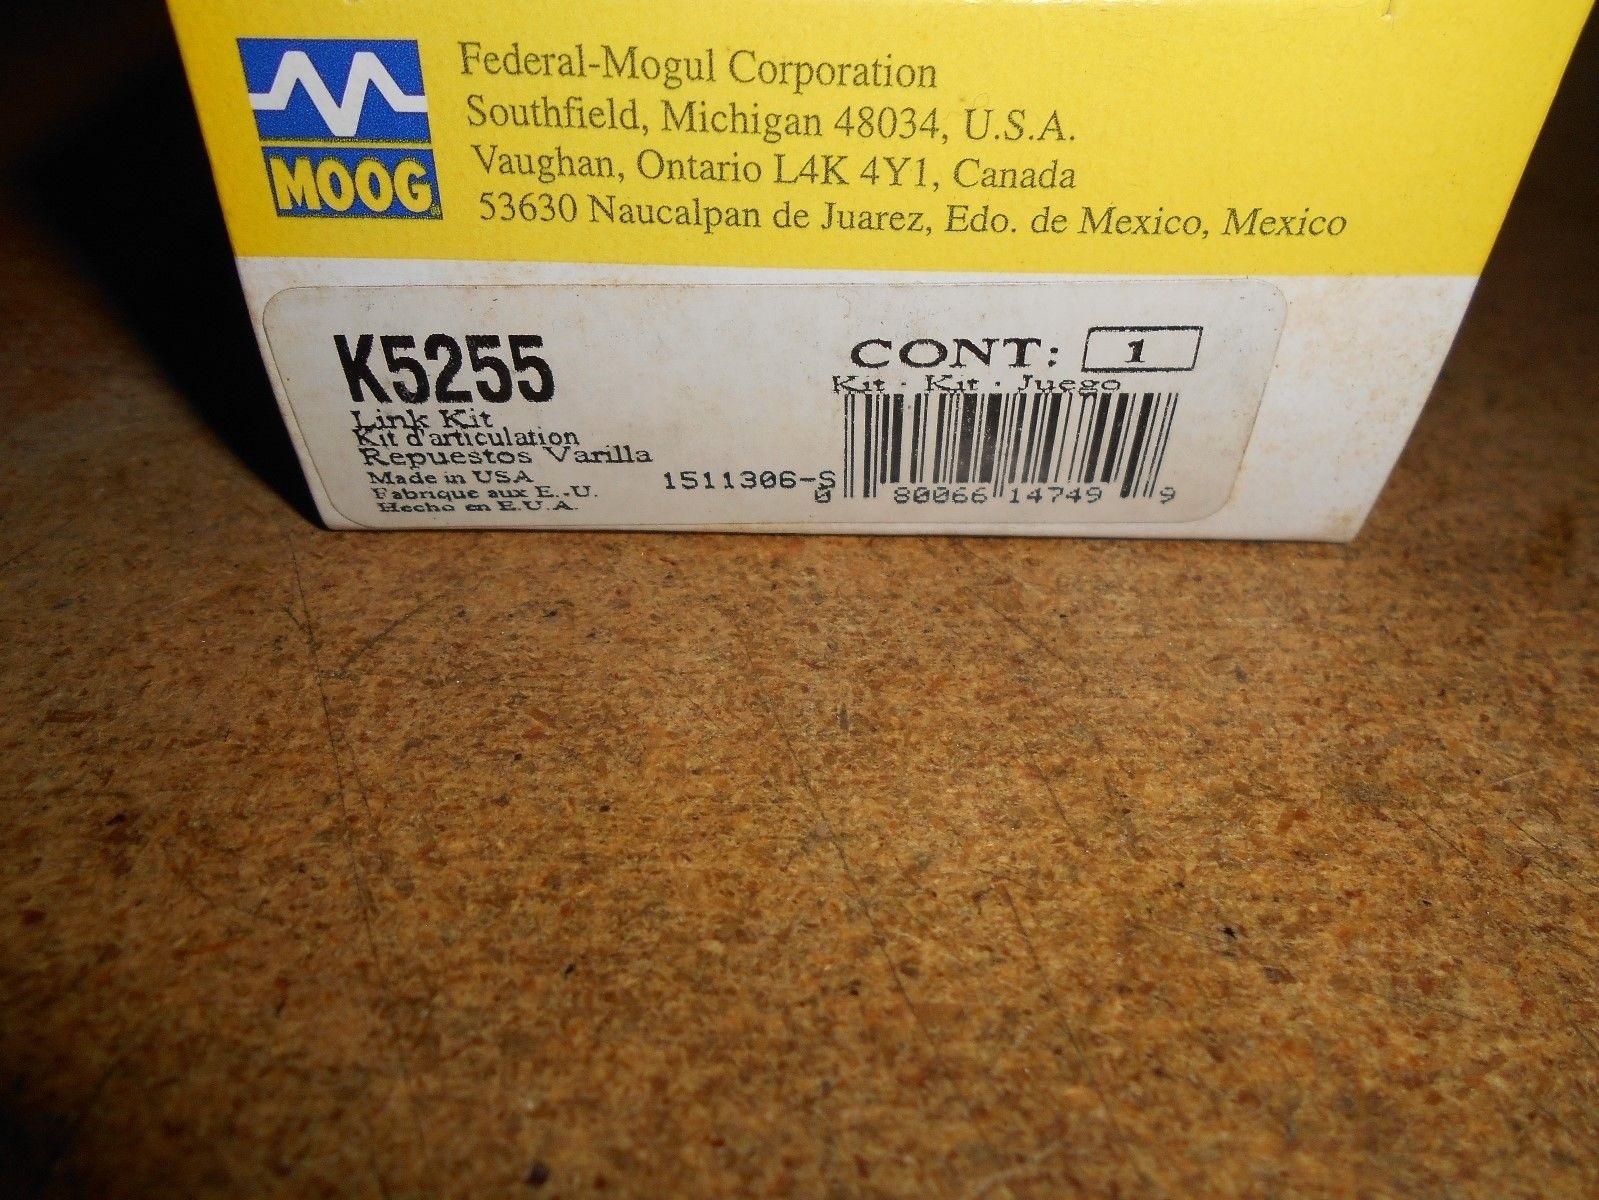 MOOG
Federal-Mogul Corporation
Southfield, Michigan 48034, U.S.A.
Vaughan, Ontario L4K 4Y1, Canada
53630 Naucalpan de Juarez, Edo. de Mexico, Mexico
K5255
Link Kit
Kit d'articulation
Repuestos Varilla
Made in USA
Fabrique aux E.-U.
Hecho en E.U.A.
1511306-S
CONT: 1
Kit · Kit · Juego
0 80066 14749 9